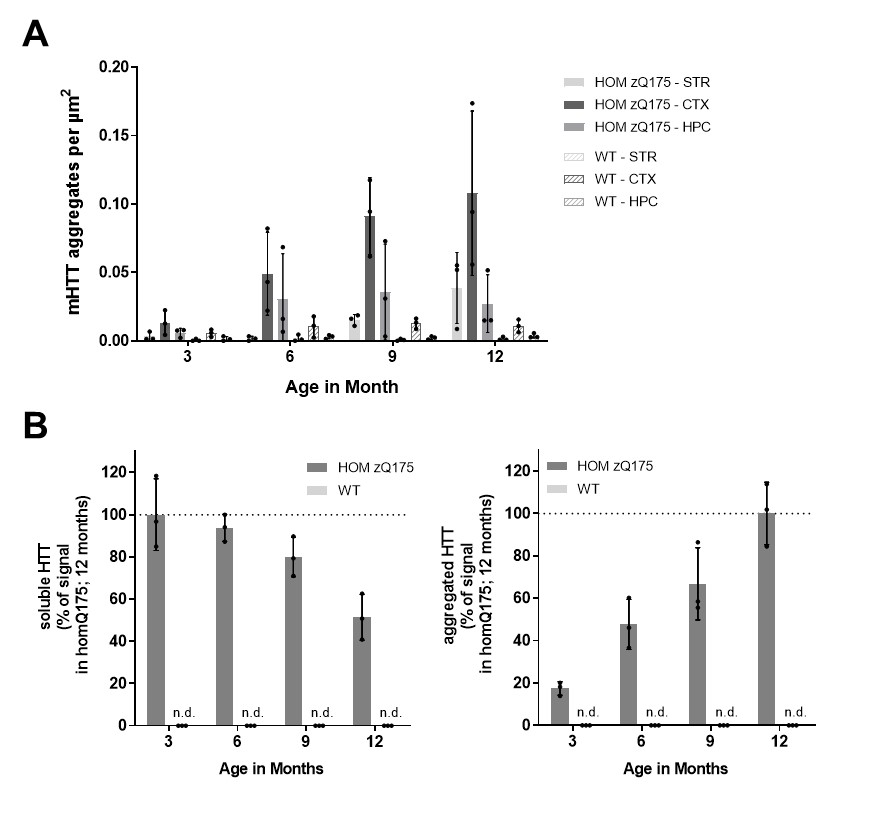 A
0.20
0.15
0.10
0.05
0.00
mHTT aggregates per µm²
3
6
9
12
Age in Month
HOM zQ175 - STR
HOM zQ175 - CTX
HOM zQ175 - HPC
WT - STR
WT - CTX
WT - HPC
B
120
100
80
60
40
20
0
soluble HTT
(% of signal
in homQ175; 12 months)
HOM zQ175
WT
n.d.
n.d.
n.d.
n.d.
3
6
9
12
Age in Months
120
100
80
60
40
20
0
aggregated HTT
(% of signal
in homQ175; 12 months)
HOM zQ175
WT
n.d.
n.d.
n.d.
n.d.
3
6
9
12
Age in Months